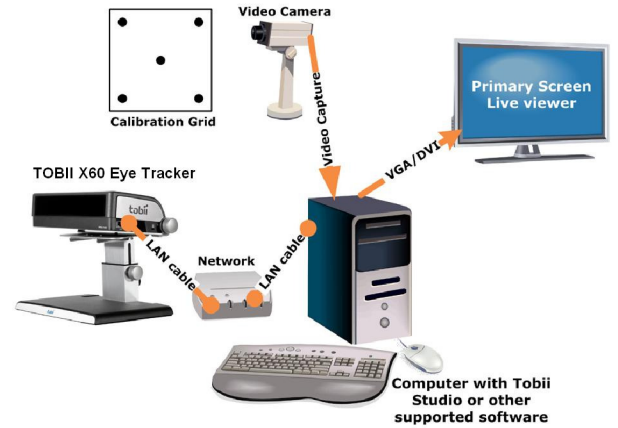 Video Camera
Calibration Grid
Video Capture
Primary Screen
Live viewer
VGA/DVI
TOBII X60 Eye Tracker
tobii
LAN cable
Network
LAN cable
Computer with Tobii
Studio or other
supported software